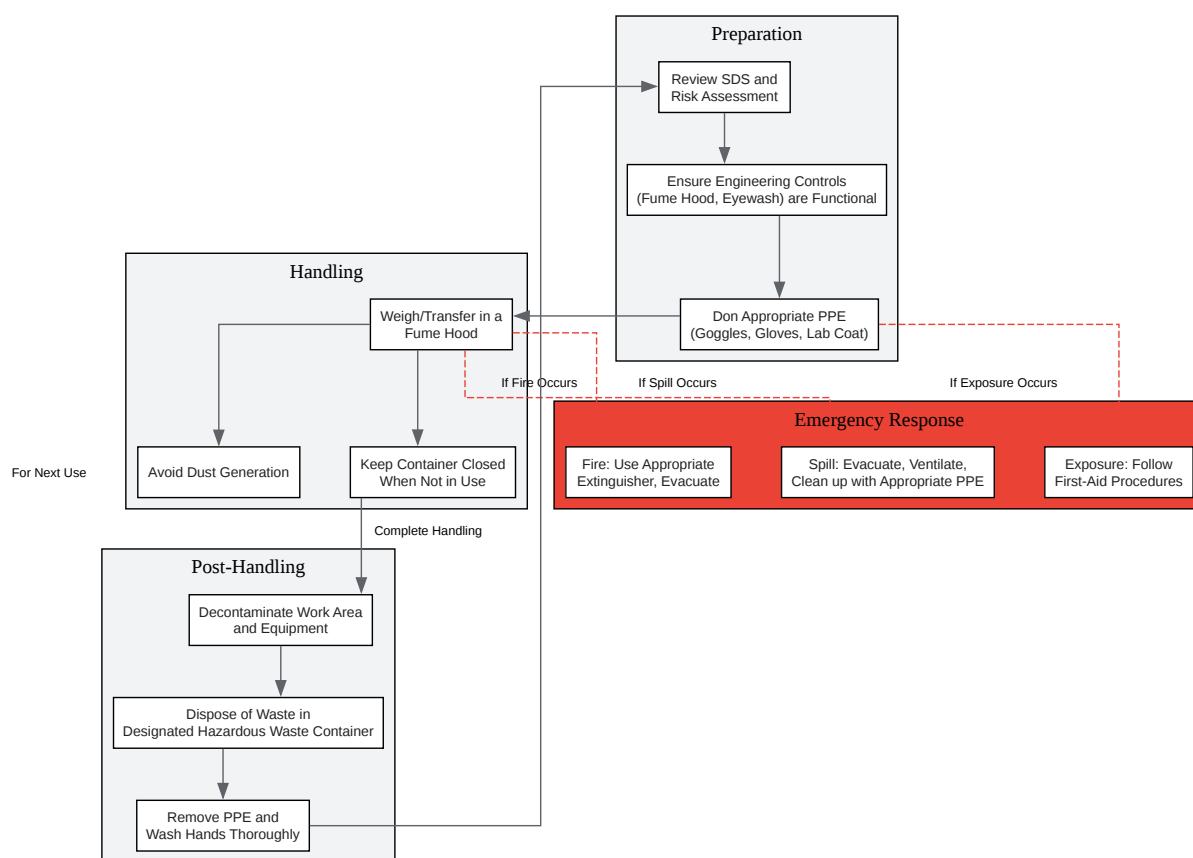 Preparation
Review SDS and
Risk Assessment
Ensure Engineering Controls
(Fume Hood, Eyewash) are Functional
Don Appropriate PPE
(Goggles, Gloves, Lab Coat)
Handling
Weigh/Transfer in a
Fume Hood
Avoid Dust Generation
Keep Container Closed
When Not in Use
If Fire Occurs
If Spill Occurs
If Exposure Occurs
Emergency Response
Fire: Use Appropriate
Extinguisher, Evacuate
Spill: Evacuate, Ventilate,
Clean up with Appropriate PPE
Exposure: Follow
First-Aid Procedures
For Next Use
Complete Handling
Post-Handling
Decontaminate Work Area
and Equipment
Dispose of Waste in
Designated Hazardous Waste Container
Remove PPE and
Wash Hands Thoroughly